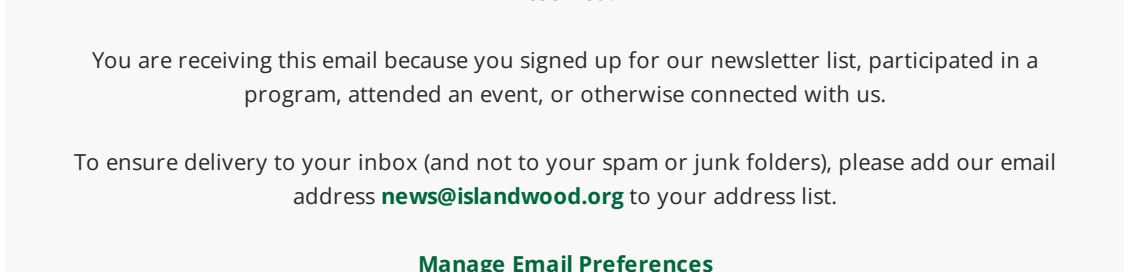 You are receiving this email because you signed up for our newsletter list, participated in a
program, attended an event, or otherwise connected with us.
To ensure delivery to your inbox (and not to your spam or junk folders), please add our email
address news@islandwood.org to your address list.
Manage Email Preferences